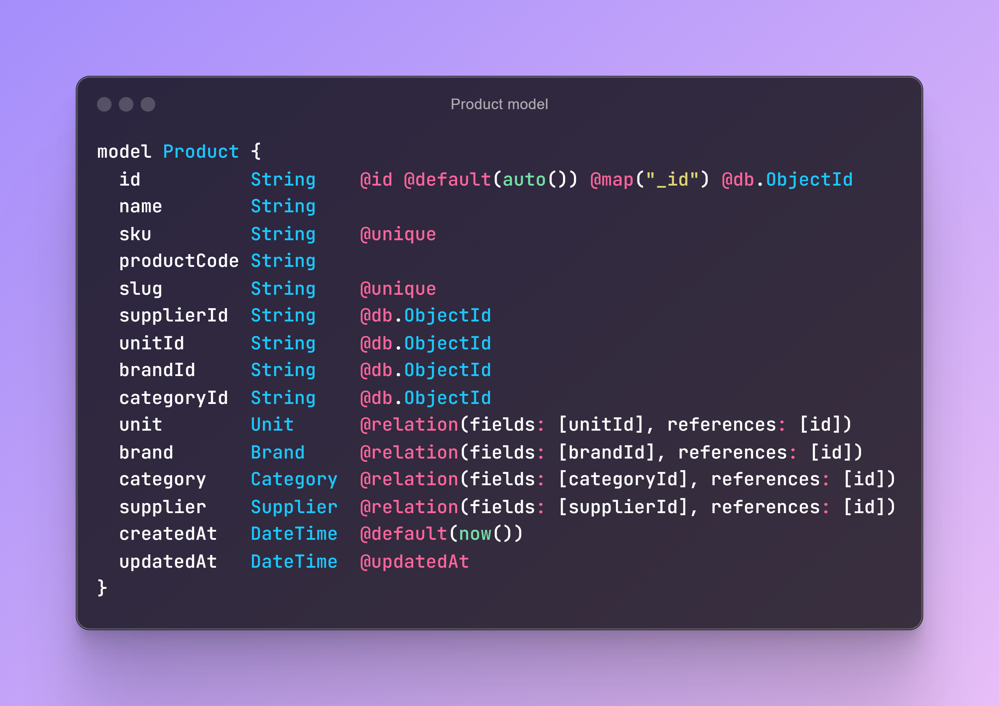 Product model
model Product {
  id          String    @id @default(auto()) @map("_id") @db.ObjectId
  name        String
  sku         String    @unique
  productCode String
  slug        String    @unique
  supplierId  String    @db.ObjectId
  unitId      String    @db.ObjectId
  brandId     String    @db.ObjectId
  categoryId  String    @db.ObjectId
  unit        Unit      @relation(fields: [unitId], references: [id])
  brand       Brand     @relation(fields: [brandId], references: [id])
  category    Category  @relation(fields: [categoryId], references: [id])
  supplier    Supplier  @relation(fields: [supplierId], references: [id])
  createdAt   DateTime  @default(now())
  updatedAt   DateTime  @updatedAt
}